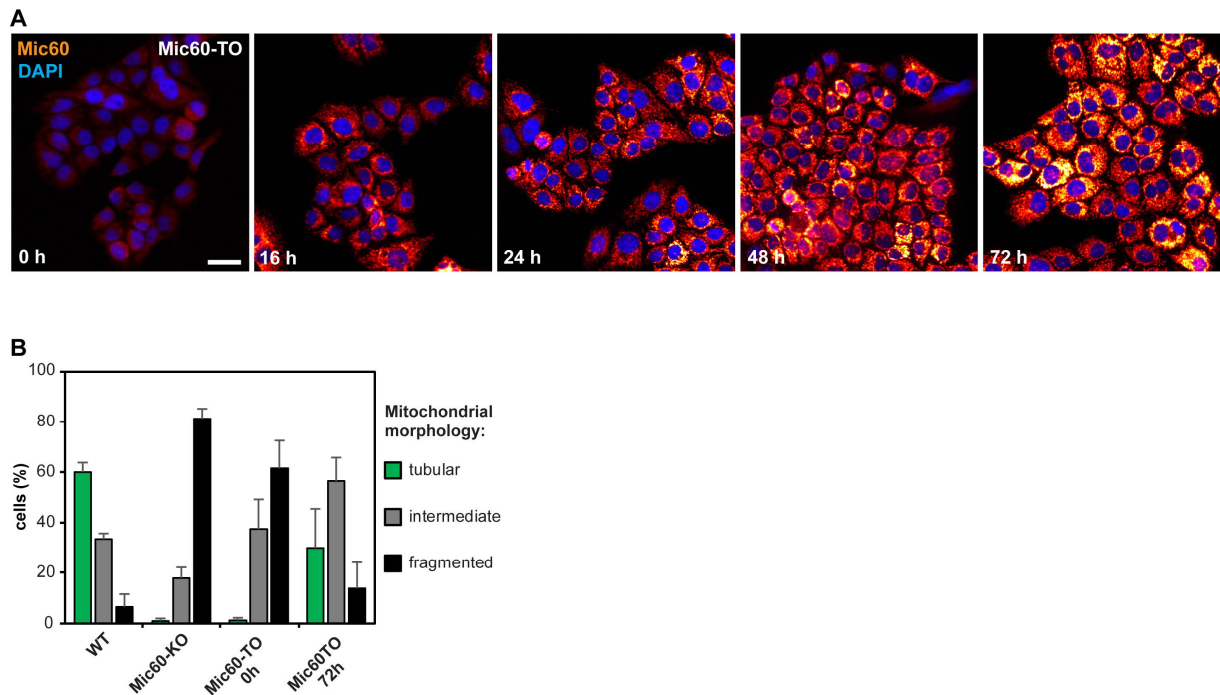 A
Mic60 Mic60-TO
DAPI
0 h 16 h 24 h 48 h 72 h
B
100
80
60
40
20
0
cells (%)
WT
Mic60-KO
Mic60-TO
0h
Mic60TO
72h
Mitochondrial
morphology:
tubular
intermediate
fragmented